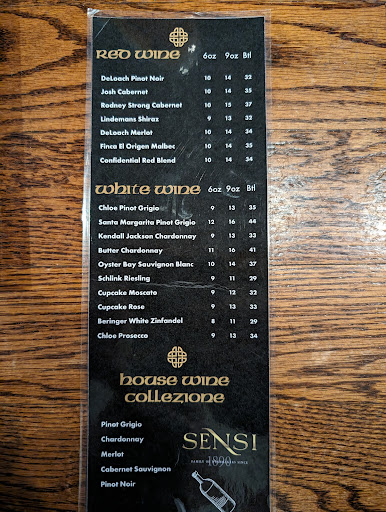 RED WINE 6oz 9oz Btl
DeLoach Pinot Noir 10 14 32
Josh Cabernet 10 14 35
Rodney Strong Cabernet 10 15 37
Lindemans Shiraz 9 13 32
DeLoach Merlot 10 14 34
Finca El Origen Malbec 10 14 35
Confidential Red Blend 10 14 34
White Wine 6oz 9oz Btl
Chloe Pinot Grigio 9 13 35
Santa Margarita Pinot Grigio 12 16 44
Kendall Jackson Chardonnay 9 13 33
Butter Chardonnay 11 16 41
Oyster Bay Sauvignon Blanc 10 14 37
Schlink Riesling 9 11 29
Cupcake Moscato 9 12 32
Cupcake Rose 9 13 33
Beringer White Zinfandel 8 11 29
Chloe Prosecco 9 13 34
House Wine
Collezione
Pinot Grigio
Chardonnay
Merlot
Cabernet Sauvignon
Pinot Noir
SENSI
1890